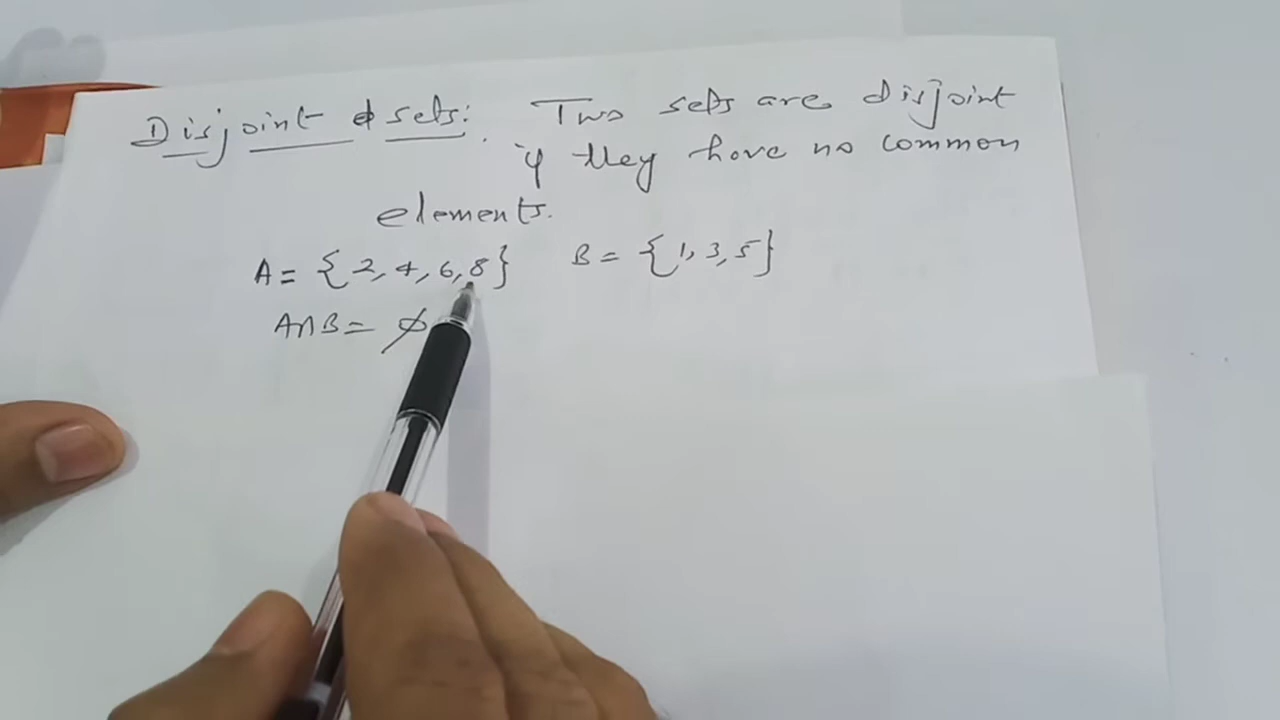 Disjoint sets: Two sets are disjoint
if they have no common
elements.
A = {2, 4, 6, 8} B = {1, 3, 5}
A∩B = ϕ